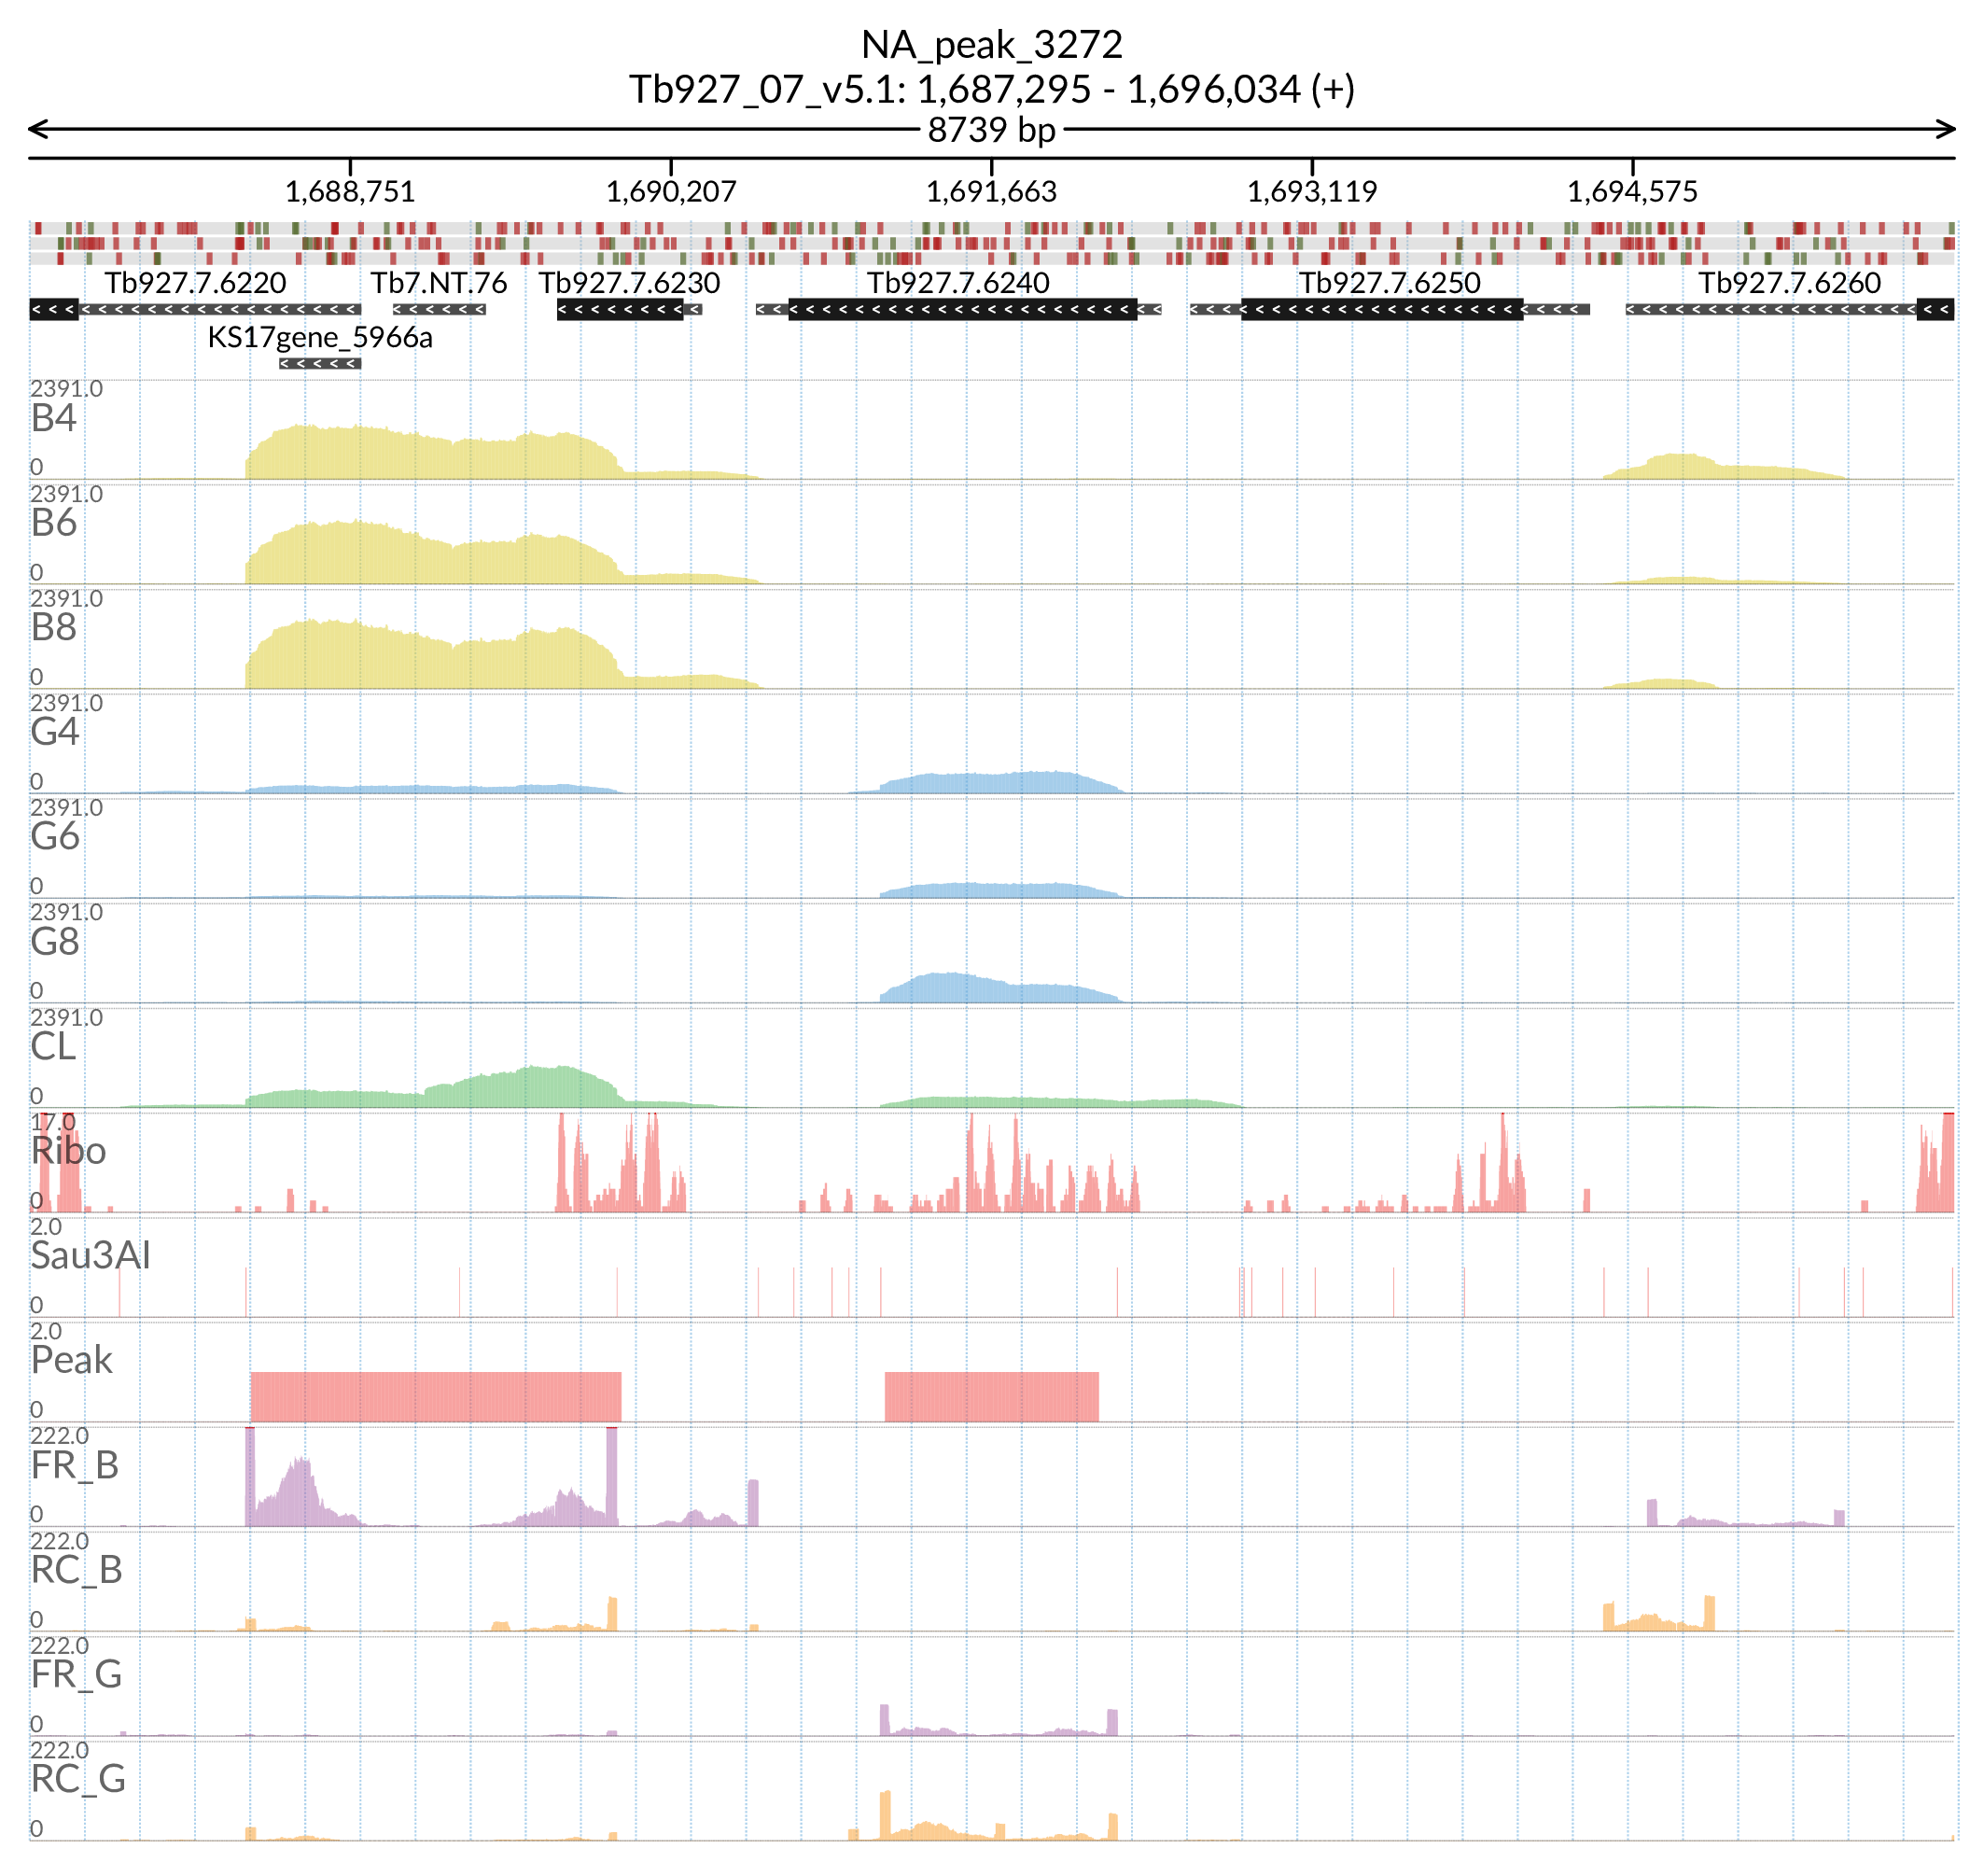 NA_peak_3272
Tb927_07_v5.1: 1,687,295 - 1,696,034 (+)
8739 bp
1,688,751 1,690,207 1,691,663 1,693,119 1,694,575
Tb927.7.6220 Tb7.NT.76 Tb927.7.6230 Tb927.7.6240 Tb927.7.6250 Tb927.7.6260
KS17gene_5966a
2391.0
B4
0
2391.0
B6
0
2391.0
B8
0
2391.0
G4
0
2391.0
G6
0
2391.0
G8
0
2391.0
CL
0
17.0
Ribo
0
2.0
Sau3AI
0
2.0
Peak
0
222.0
FR_B
0
222.0
RC_B
0
222.0
FR_G
0
222.0
RC_G
0